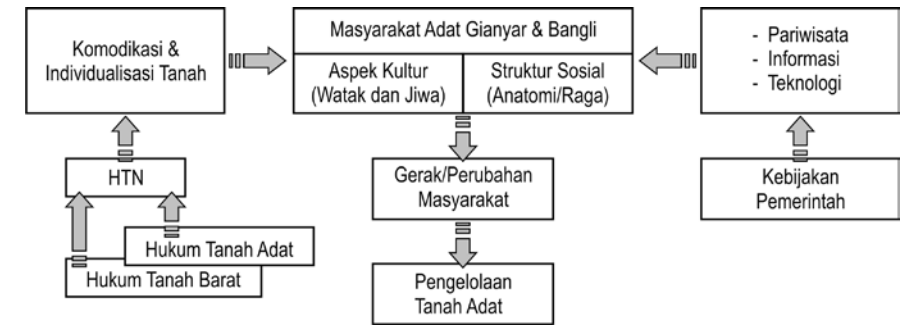 Komodikasi &
Individualisasi Tanah
Masyarakat Adat Gianyar & Bangli
Aspek Kultur
(Watak dan Jiwa)
Struktur Sosial
(Anatomi/Raga)
- Pariwisata
- Informasi
- Teknologi
HTN
Hukum Tanah Adat
Hukum Tanah Barat
Gerak/Perubahan
Masyarakat
Pengelolaan
Tanah Adat
Kebijakan
Pemerintah